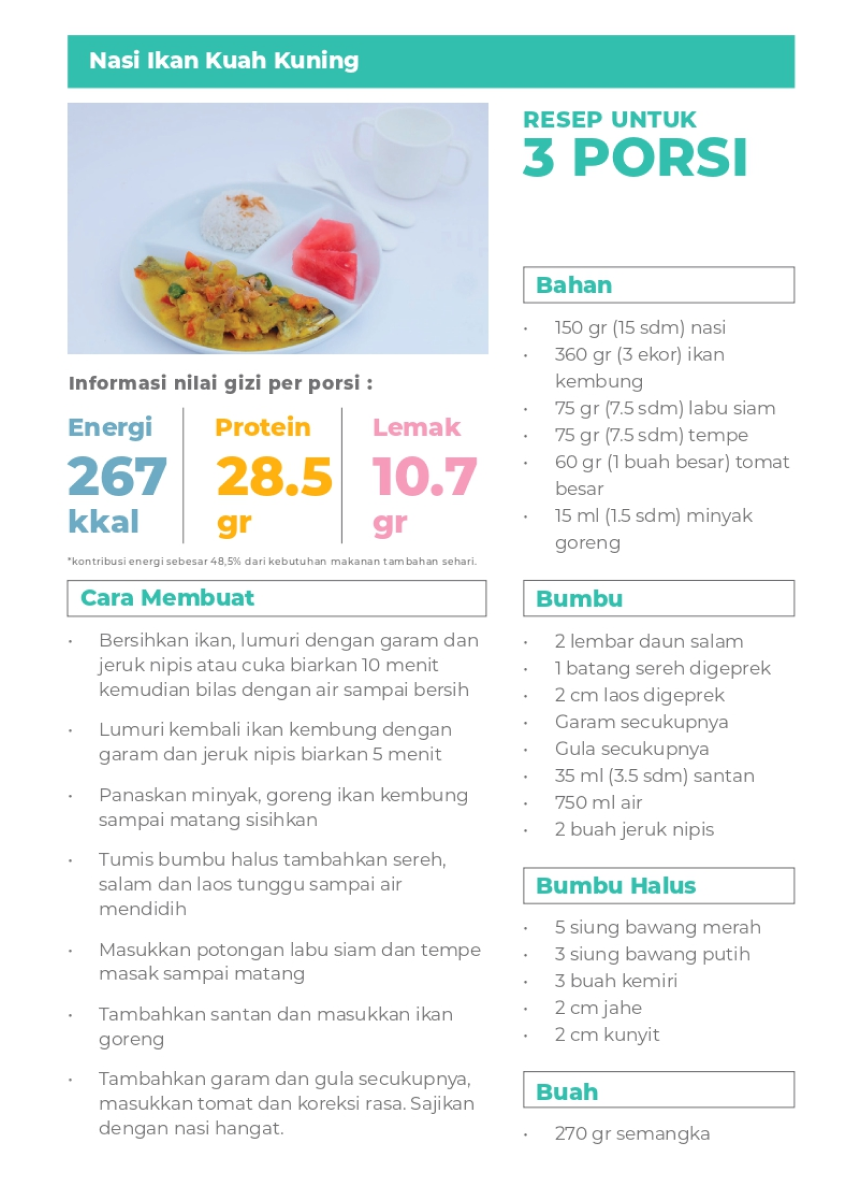 Nasi Ikan Kuah Kuning
RESEP UNTUK
3 PORSI
Informasi nilai gizi per porsi :
Energi
267
kkal
Protein
28.5
gr
Lemak
10.7
gr
*kontribusi energi sebesar 48,5% dari kebutuhan makanan tambahan sehari.
Cara Membuat
• Bersihkan ikan, lumuri dengan garam dan
jeruk nipis atau cuka biarkan 10 menit
kemudian bilas dengan air sampai bersih
• Lumuri kembali ikan kembung dengan
garam dan jeruk nipis biarkan 5 menit
• Panaskan minyak, goreng ikan kembung
sampai matang sisihkan
• Tumis bumbu halus tambahkan sereh,
salam dan laos tunggu sampai air
mendidih
• Masukkan potongan labu siam dan tempe
masak sampai matang
• Tambahkan santan dan masukkan ikan
goreng
• Tambahkan garam dan gula secukupnya,
masukkan tomat dan koreksi rasa. Sajikan
dengan nasi hangat.
Bahan
• 150 gr (15 sdm) nasi
• 360 gr (3 ekor) ikan
kembung
• 75 gr (7.5 sdm) labu siam
• 75 gr (7.5 sdm) tempe
• 60 gr (1 buah besar) tomat
besar
• 15 ml (1.5 sdm) minyak
goreng
Bumbu
• 2 lembar daun salam
• 1 batang sereh digeprek
• 2 cm laos digeprek
• Garam secukupnya
• Gula secukupnya
• 35 ml (3.5 sdm) santan
• 750 ml air
• 2 buah jeruk nipis
Bumbu Halus
• 5 siung bawang merah
• 3 siung bawang putih
• 3 buah kemiri
• 2 cm jahe
• 2 cm kunyit
Buah
• 270 gr semangka